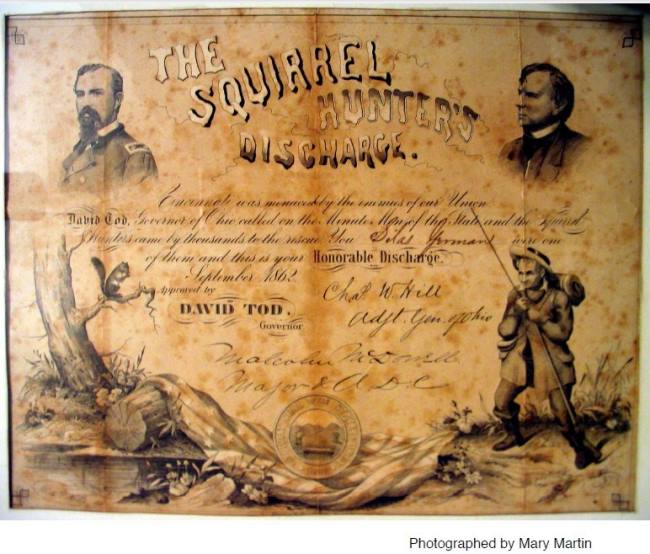 THE
SQUIRREL
HUNTER'S
DISCHARGE.
Cincinnati was menaced by the enemies of our Union
David Tod, Governor of Ohio called on the Minute Men of the State and the Squirrel
Hunters came by thousands to the rescue. You Silas were one
of them and this is your Honorable Discharge.
September 1862
Approved by
Chas W. Hill
DAVID TOD.
Adjt. Gen. of Ohio
Governor
Malcolm McDowell
Major & A D C
Photographed by Mary Martin